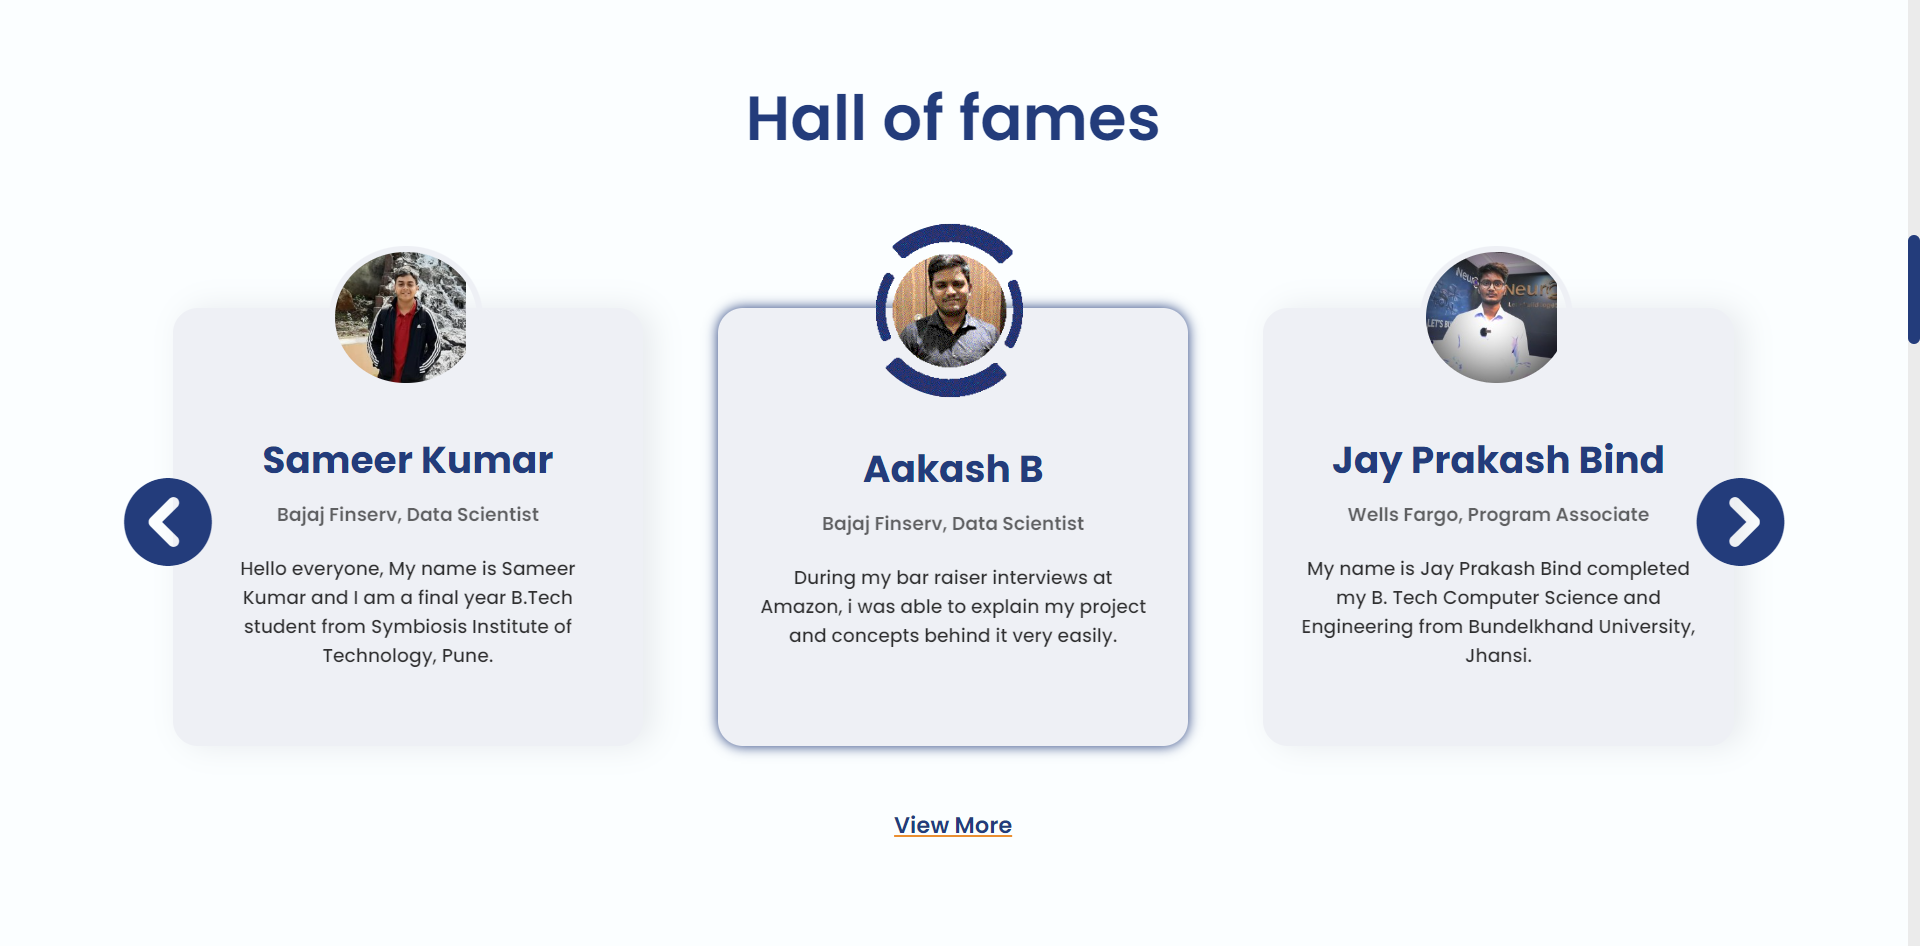 Hall of fames
Sameer Kumar
Bajaj Finserv, Data Scientist
Hello everyone, My name is Sameer
Kumar and I am a final year B.Tech
student from Symbiosis Institute of
Technology, Pune.
Aakash B
Bajaj Finserv, Data Scientist
During my bar raiser interviews at
Amazon, i was able to explain my project
and concepts behind it very easily.
Jay Prakash Bind
Wells Fargo, Program Associate
My name is Jay Prakash Bind completed
my B. Tech Computer Science and
Engineering from Bundelkhand University,
Jhansi.
View More